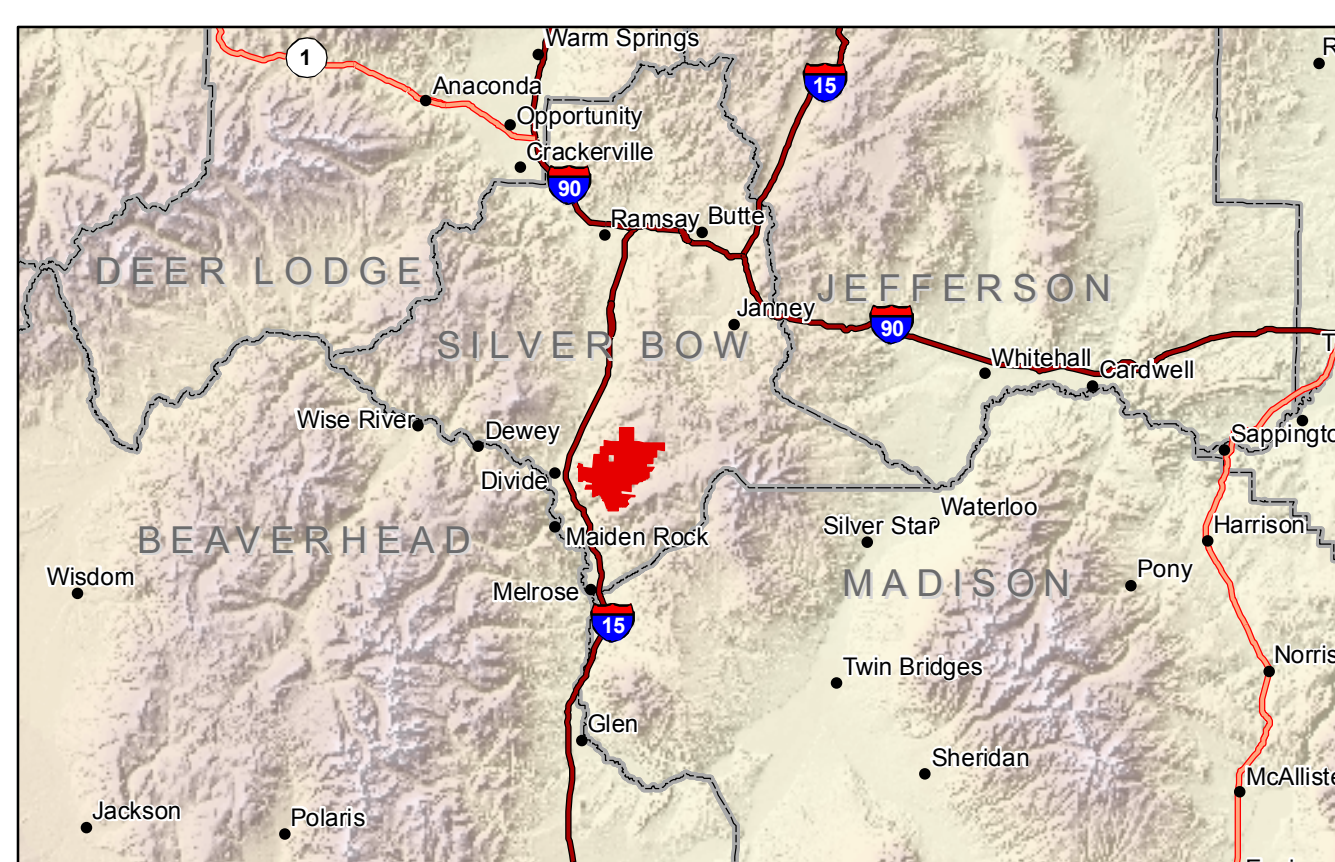 Warm Springs
1
15
Anaconda
Opportunity
Crackerville
90
Ramsay
Butte
DEER LODGE
JEFFERSON
Janney
90
SILVER BOW
Whitehall
Cardwell
Wise River
Dewey
Sappingto
Divide
Waterloo
Silver Star
Harrison
BEAVERHEAD
Maiden Rock
Wisdom
Pony
MADISON
Melrose
15
Norris
Twin Bridges
Glen
Sheridan
McAlliste
Jackson
Polaris